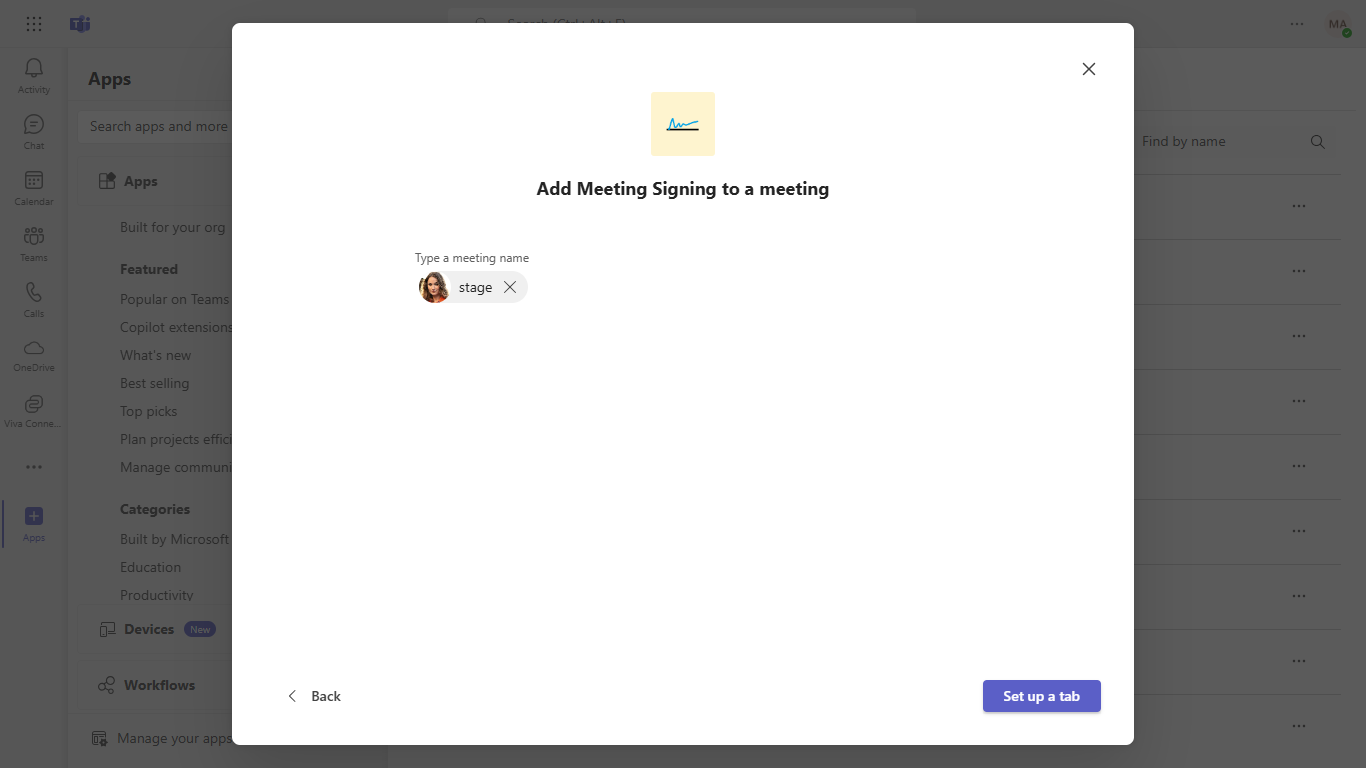 Search (Ctrl+Alt+E)
MA
Activity
Chat
Calendar
Teams
Calls
OneDrive
Viva Conne...
Apps
Apps
Search apps and more
Apps
Built for your org
Featured
Popular on Teams
Copilot extensions
What's new
Best selling
Top picks
Plan projects effici
Manage communi
Categories
Built by Microsoft
Education
Productivity
Devices New
Workflows
Manage your apps
Add Meeting Signing to a meeting
Type a meeting name
stage
Back
Set up a tab
Find by name